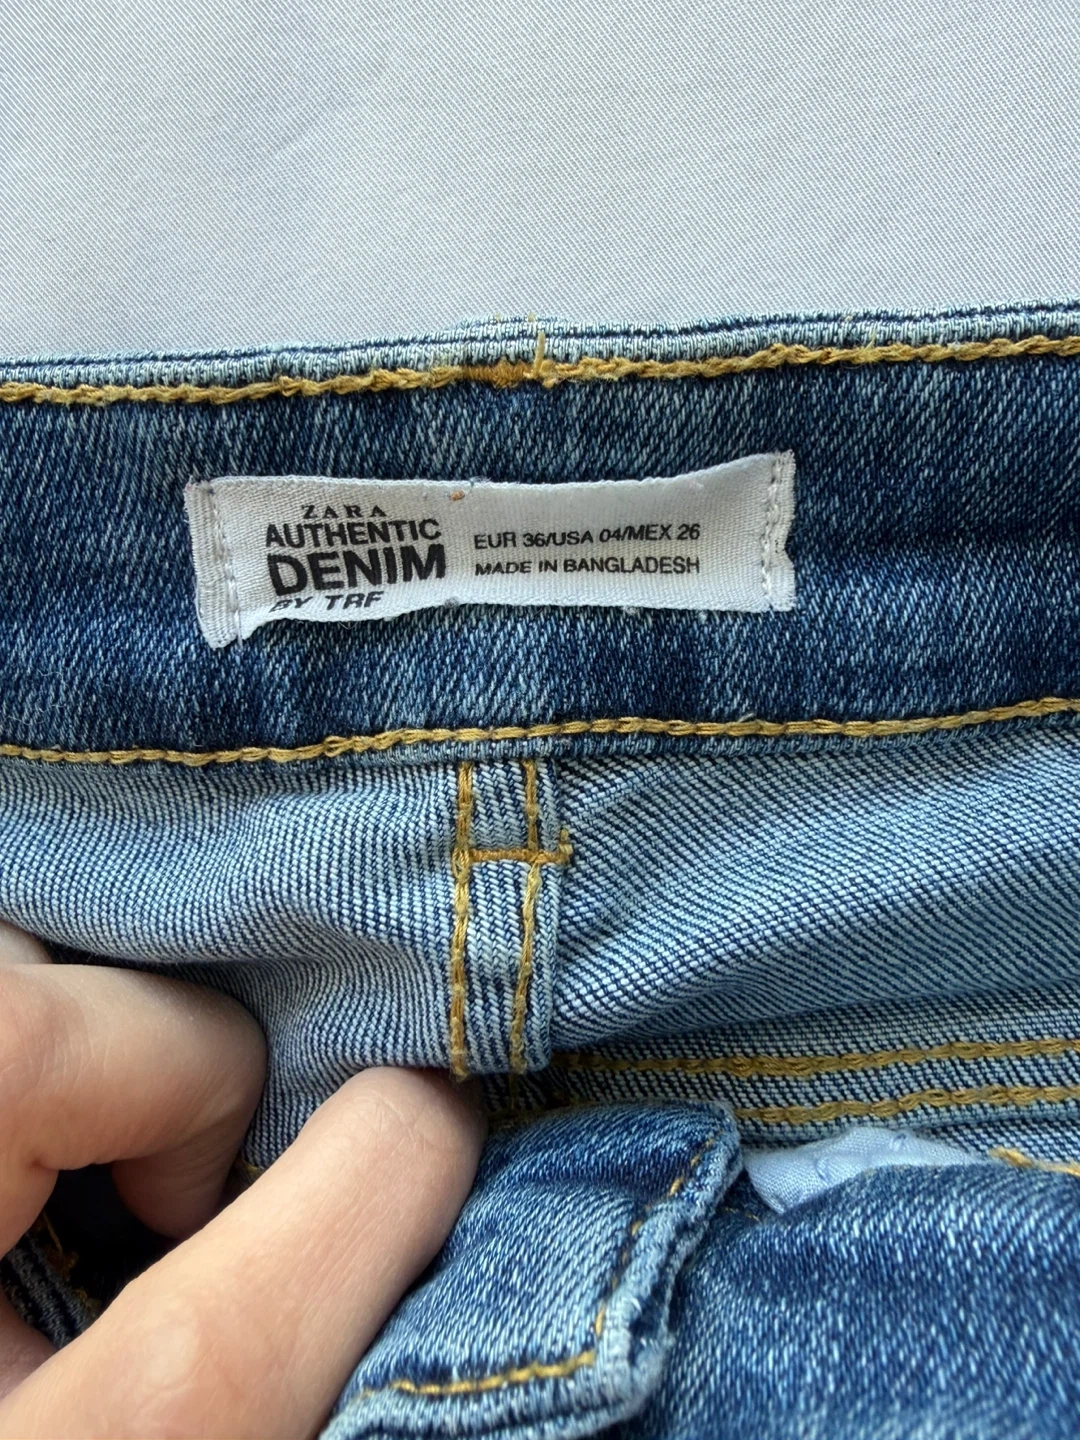 ZARA
AUTHENTIC
DENIM
BY TRF
EUR 36/USA 04/MEX 26
MADE IN BANGLADESH